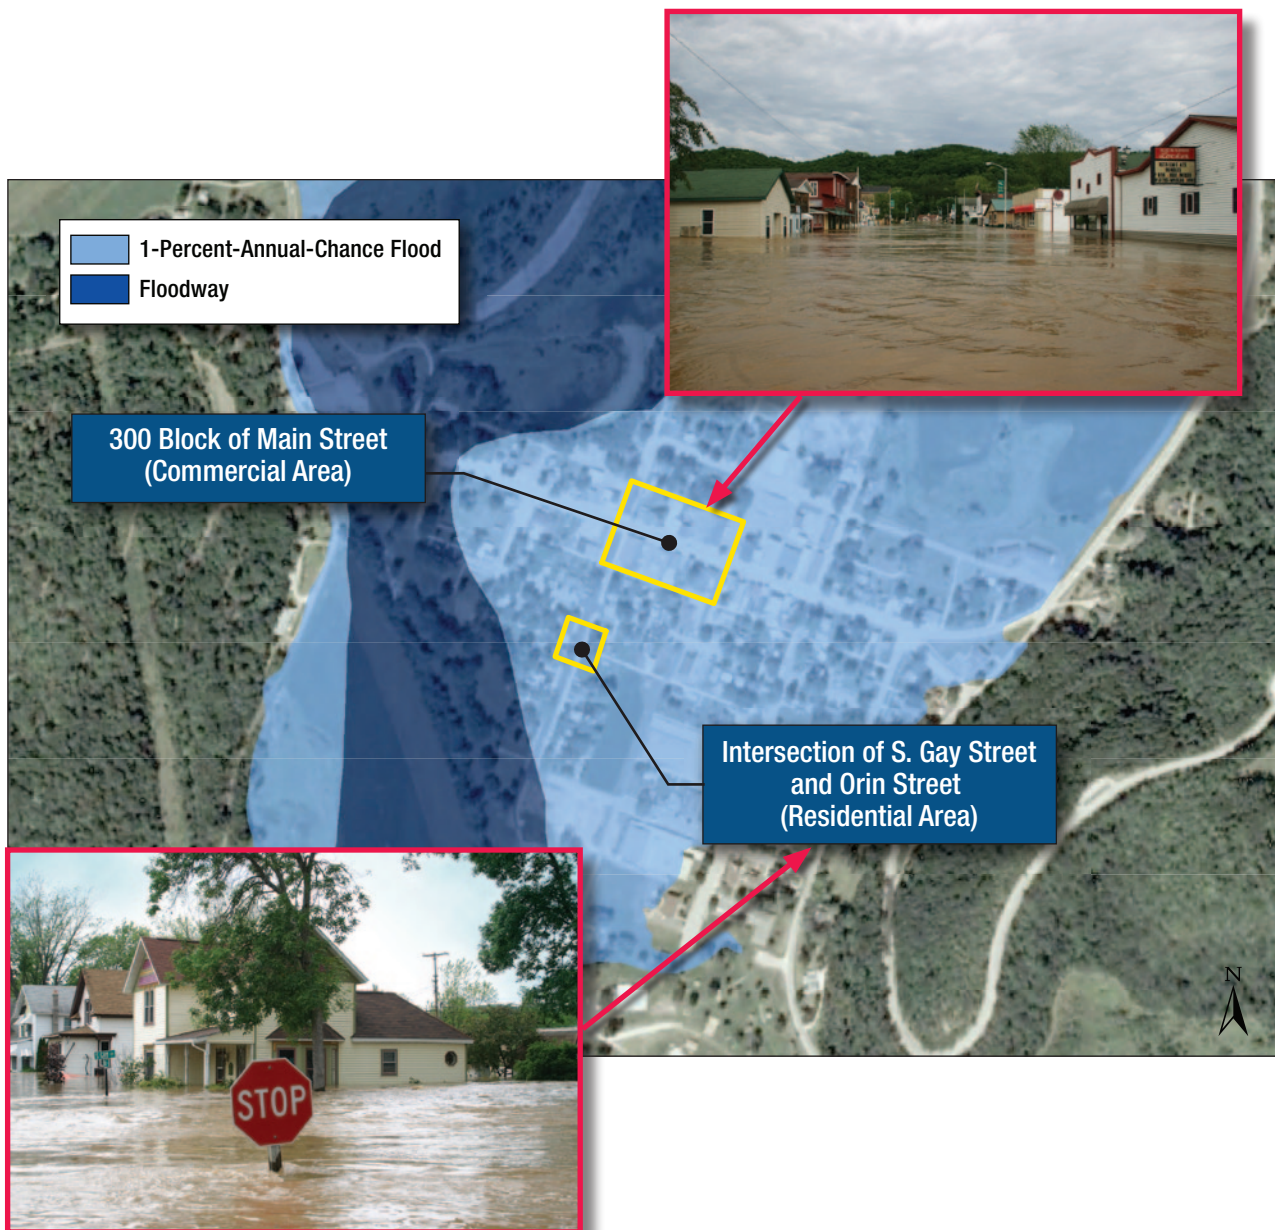 1-Percent-Annual-Chance Flood
Floodway
300 Block of Main Street
(Commercial Area)
Intersection of S. Gay Street
and Orin Street
(Residential Area)
N
STOP